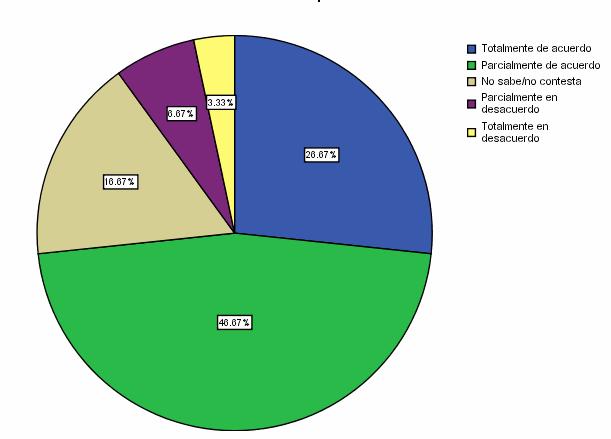 Totalmente de acuerdo
Parcialmente de acuerdo
No sabe/no contesta
Parcialmente en
desacuerdo
Totalmente en
desacuerdo
3.33%
6.67%
26.67%
16.67%
46.67%